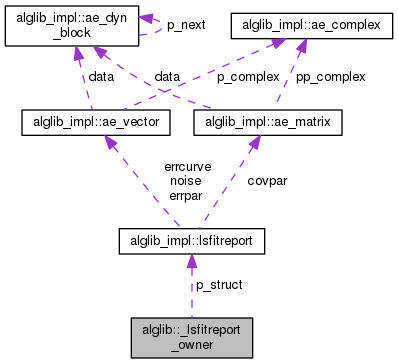 alglib_impl::ae_dyn
_block
p_next
alglib_impl::ae_complex
data
data
p_complex
pp_complex
alglib_impl::ae_vector
alglib_impl::ae_matrix
errcurve
noise
errpar
covpar
alglib_impl::lsfitreport
p_struct
alglib::_lsfitreport
_owner